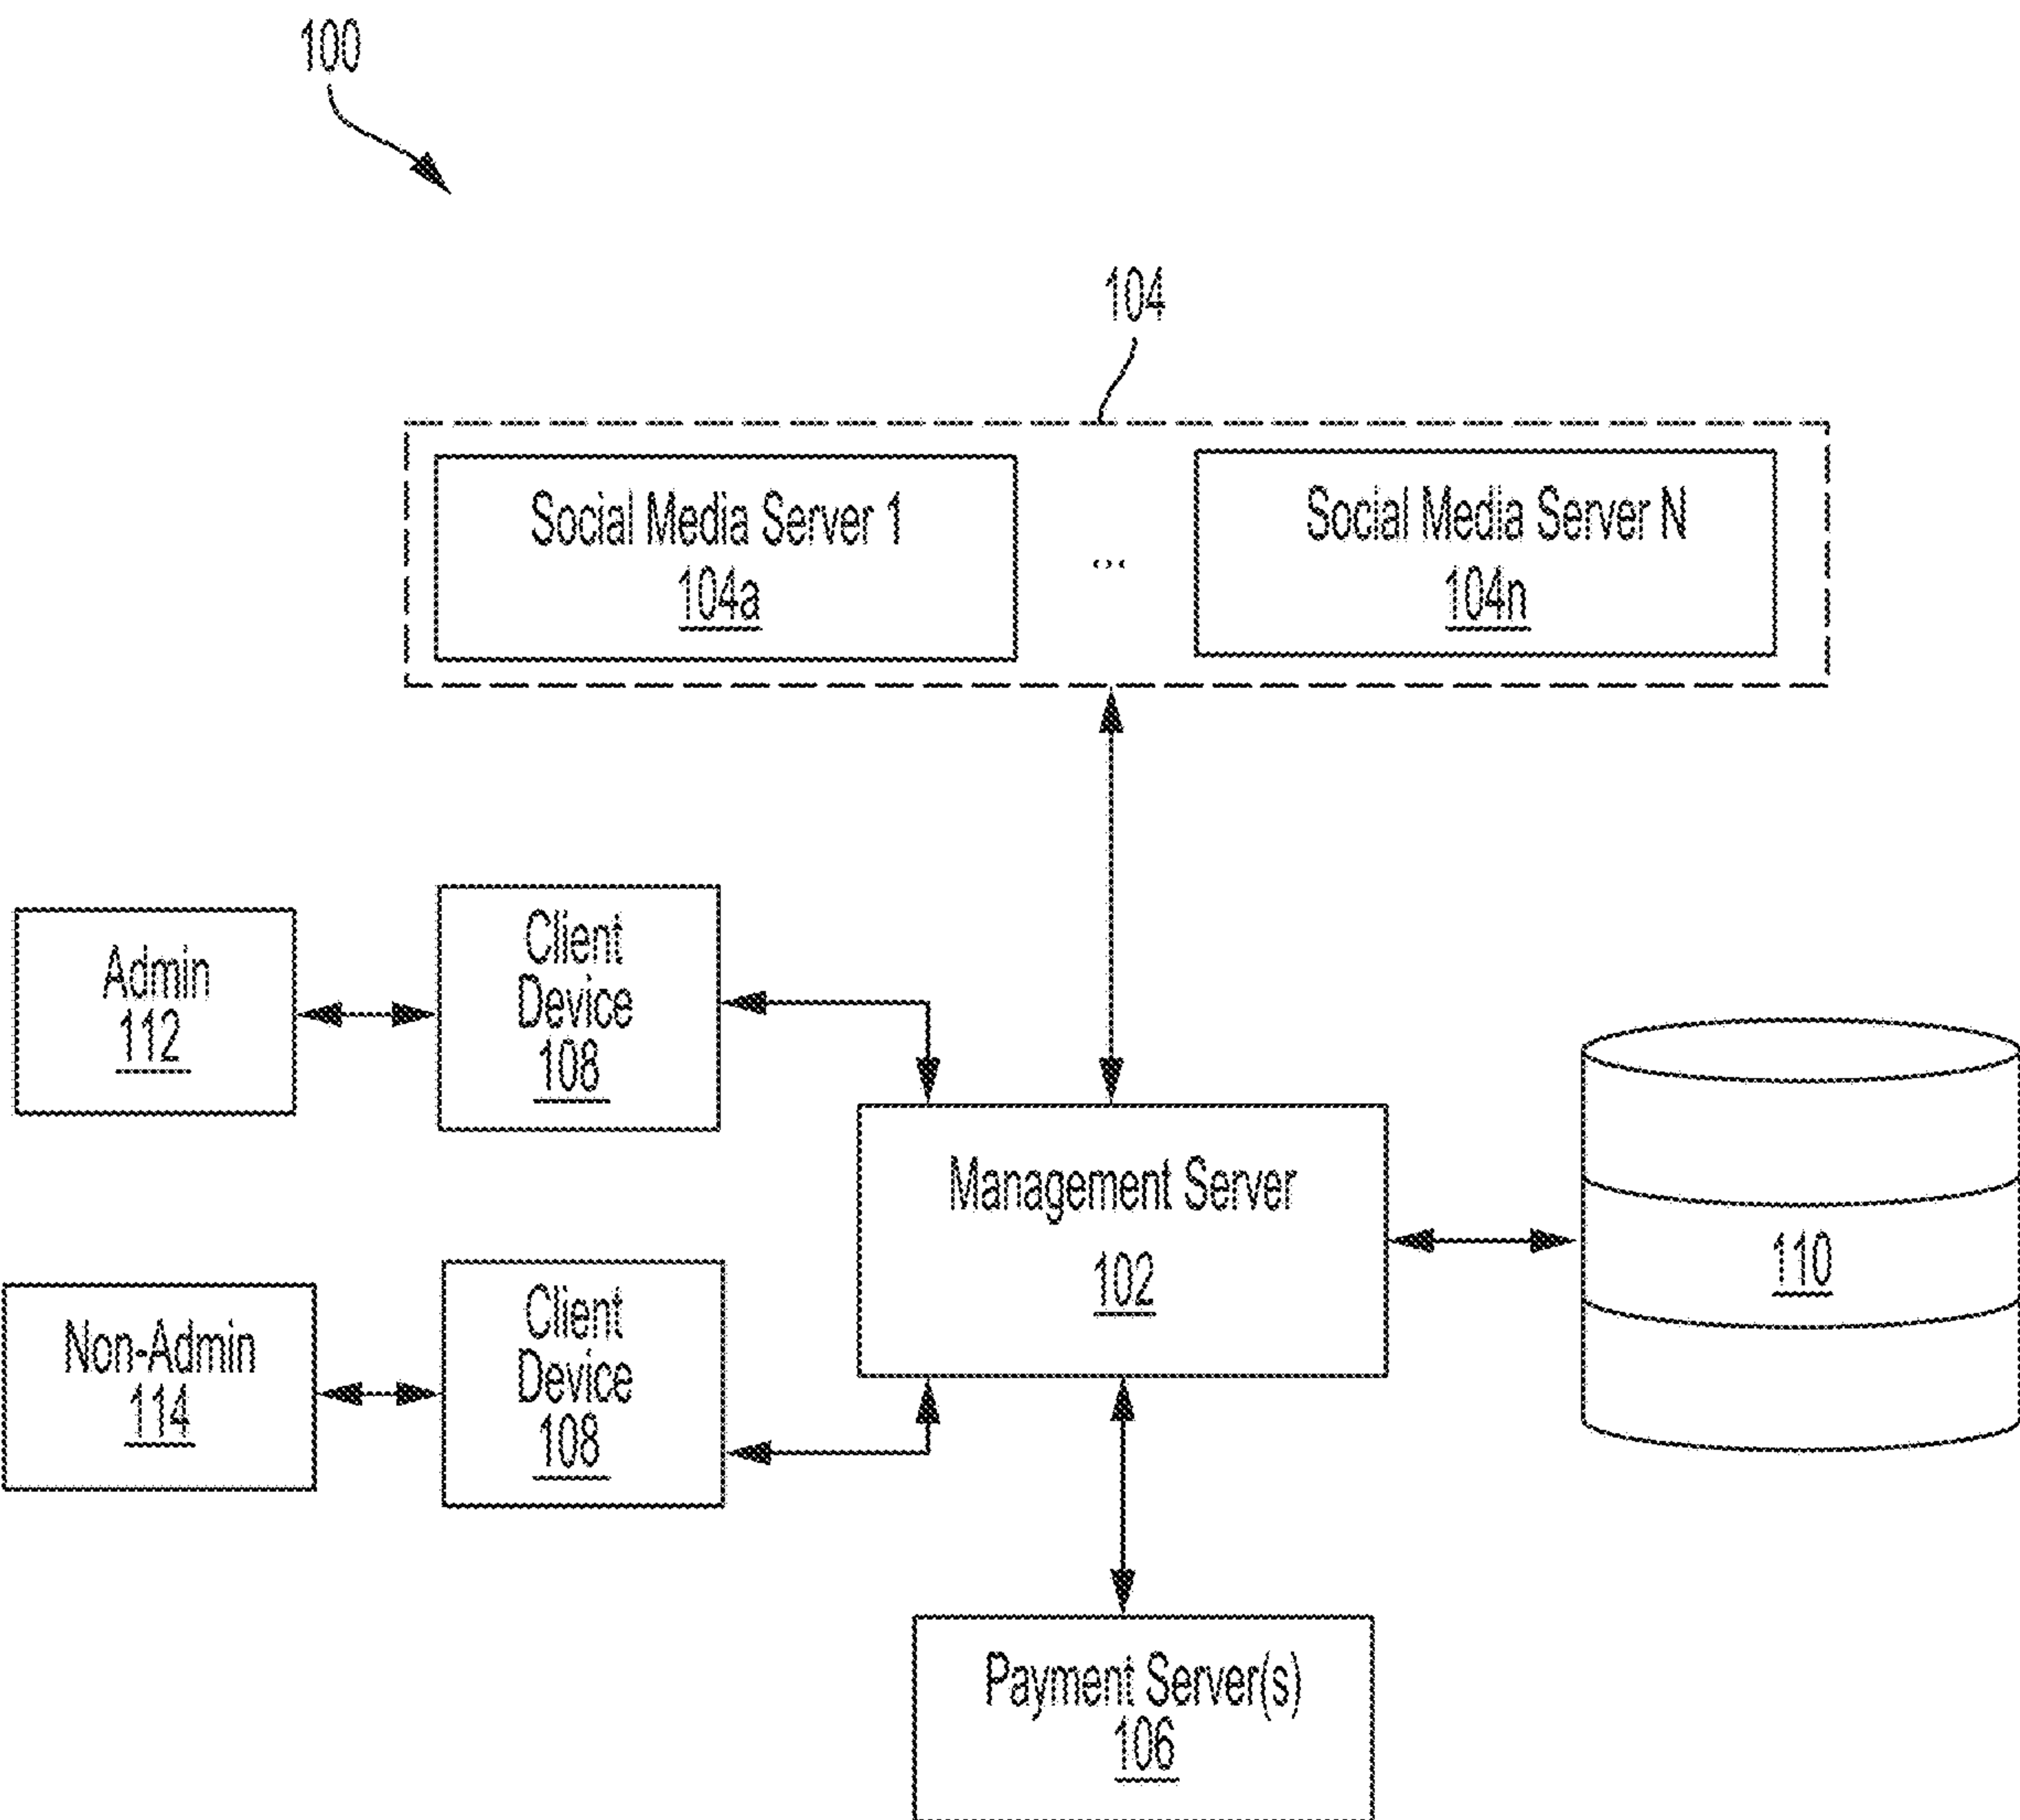 100
104
Social Media Server 1
104a
...
Social Media Server N
104n
Admin
112
Client
Device
108
Management Server
102
110
Non-Admin
114
Client
Device
108
Payment Server(s)
106